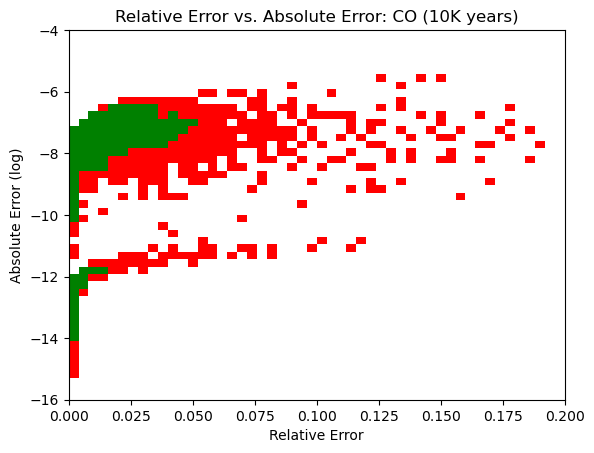 Relative Error vs. Absolute Error: CO (10K years)
Absolute Error (log)
−4
−6
−8
−10
−12
−14
−16
0.000 0.025 0.050 0.075 0.100 0.125 0.150 0.175 0.200
Relative Error